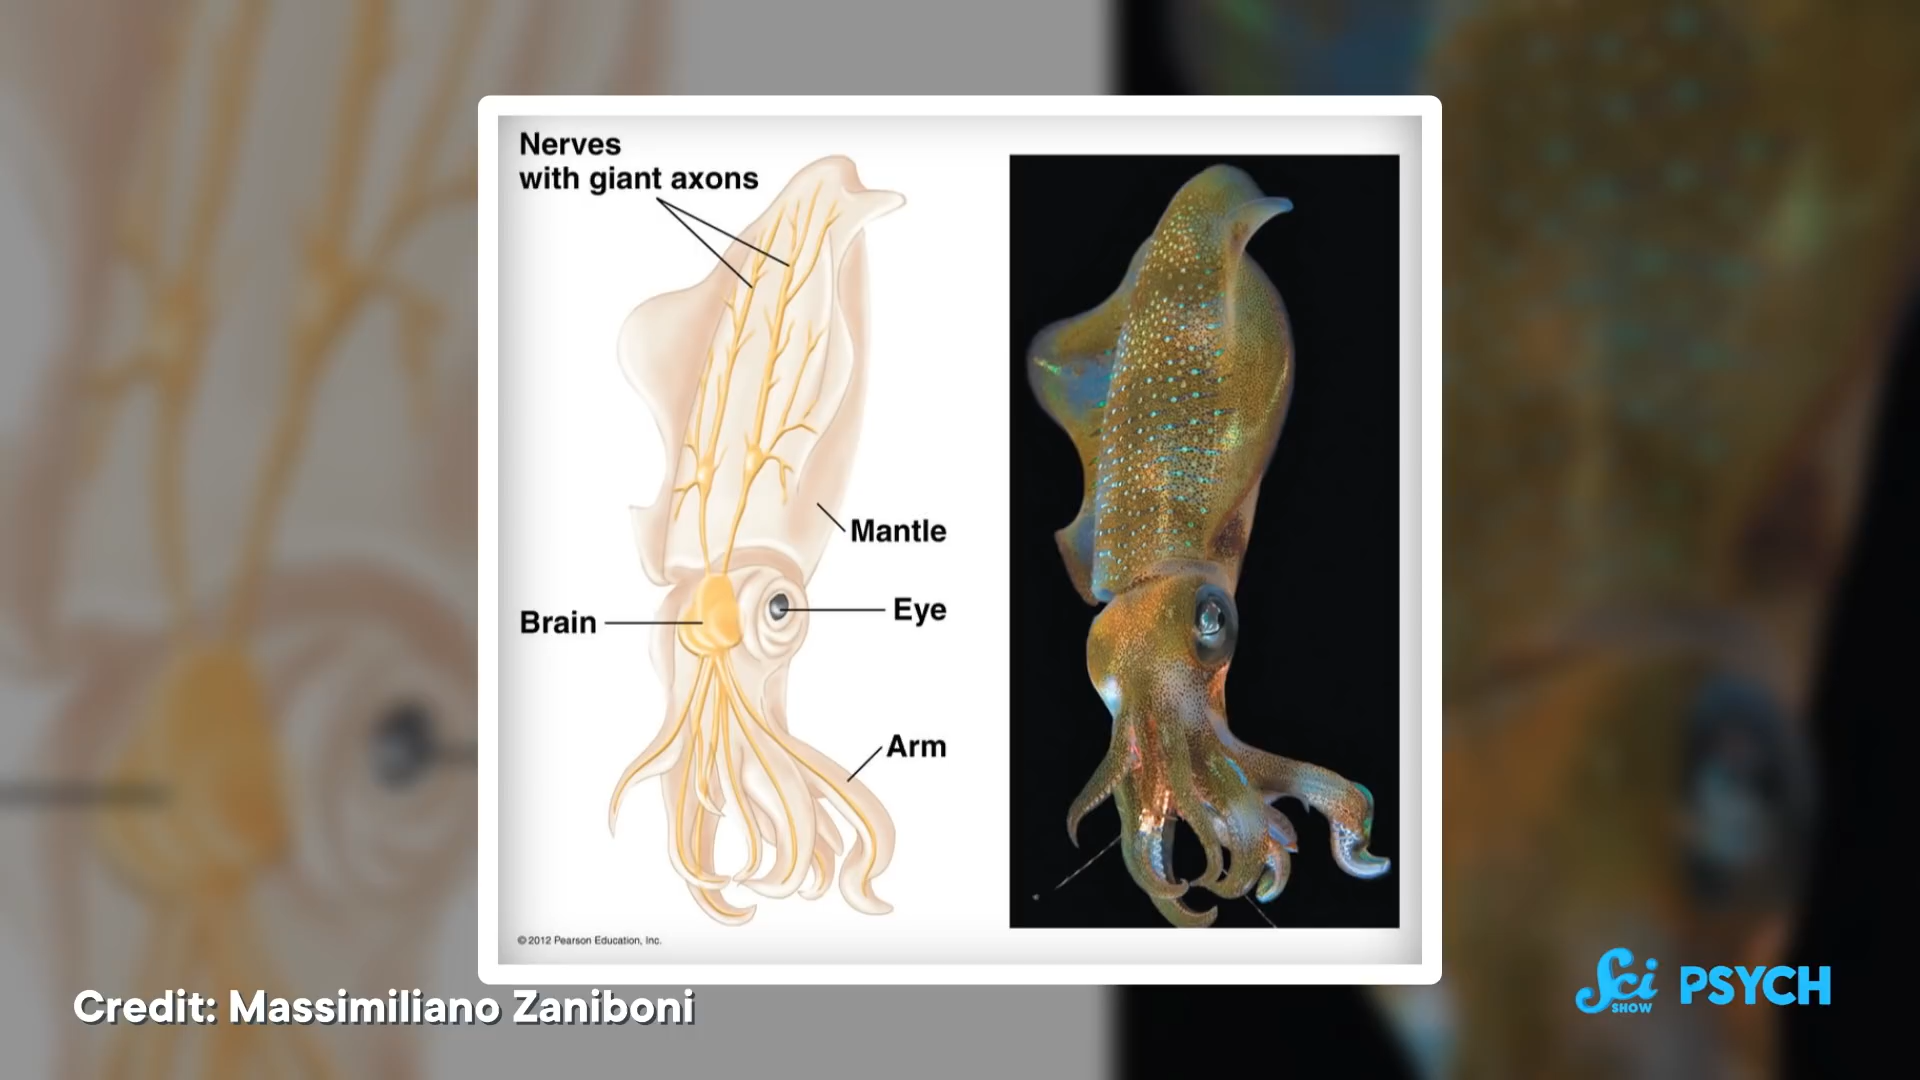 Nerves
with giant axons
Mantle
Eye
Brain
Arm
© 2012 Pearson Education, Inc.
Credit: Massimiliano Zaniboni
Sci
SHOW
PSYCH